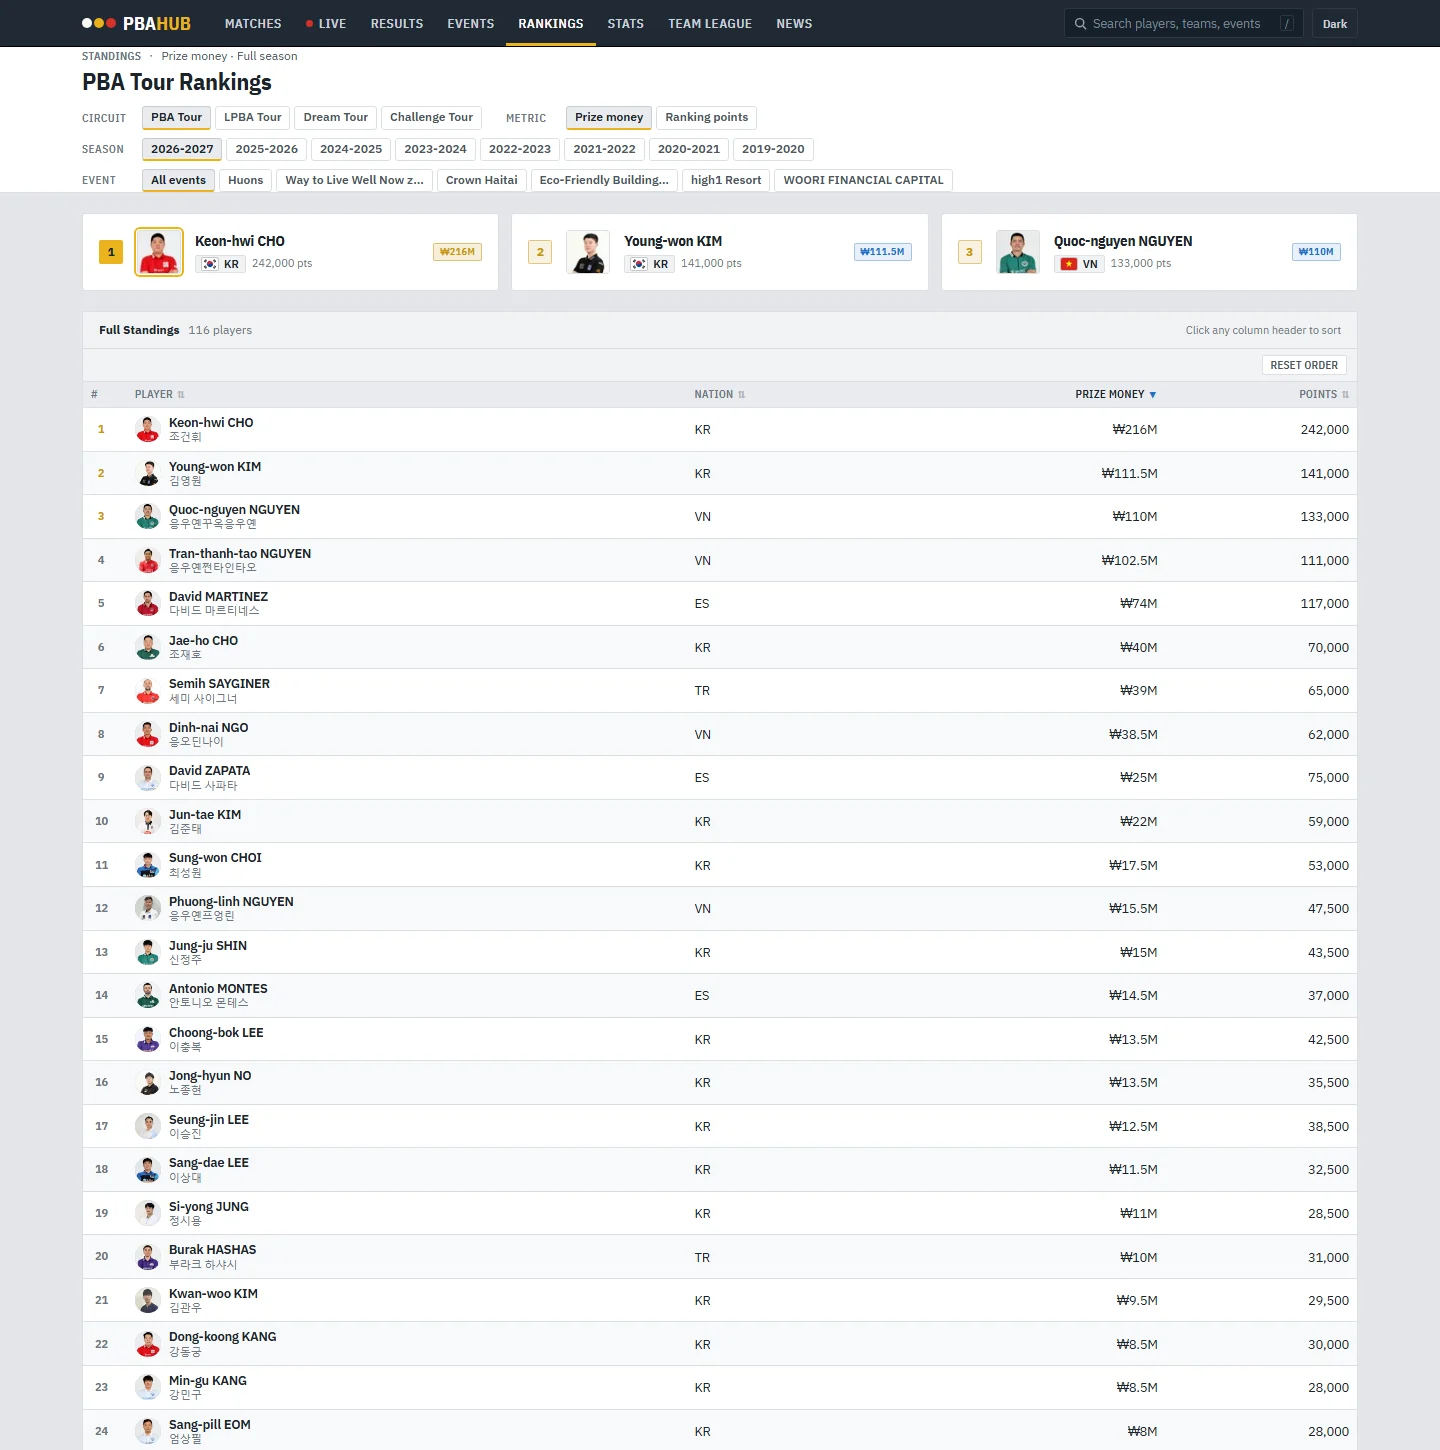 PBAHUB MATCHES LIVE RESULTS EVENTS RANKINGS STATS TEAM LEAGUE NEWS Search players, teams, events / Dark
STANDINGS · Prize money · Full season
PBA Tour Rankings
CIRCUIT PBA Tour LPBA Tour Dream Tour Challenge Tour METRIC Prize money Ranking points
SEASON 2026-2027 2025-2026 2024-2025 2023-2024 2022-2023 2021-2022 2020-2021 2019-2020
EVENT All events Huons Way to Live Well Now z... Crown Haitai Eco-Friendly Building... high1 Resort WOORI FINANCIAL CAPITAL
1 Keon-hwi CHO KR 242,000 pts ₩216M
2 Young-won KIM KR 141,000 pts ₩111.5M
3 Quoc-nguyen NGUYEN VN 133,000 pts ₩110M
Full Standings 116 players Click any column header to sort
RESET ORDER
# PLAYER NATION PRIZE MONEY ▼ POINTS
1 Keon-hwi CHO KR ₩216M 242,000
조건휘
2 Young-won KIM KR ₩111.5M 141,000
김영원
3 Quoc-nguyen NGUYEN VN ₩110M 133,000
응우옌꾸옥응우옌
4 Tran-thanh-tao NGUYEN VN ₩102.5M 111,000
응우옌쩐타인타오
5 David MARTINEZ ES ₩74M 117,000
다비드 마르티네스
6 Jae-ho CHO KR ₩40M 70,000
조재호
7 Semih SAYGINER TR ₩39M 65,000
세미 사이그너
8 Dinh-nai NGO VN ₩38.5M 62,000
응오딘나이
9 David ZAPATA ES ₩25M 75,000
다비드 사파타
10 Jun-tae KIM KR ₩22M 59,000
김준태
11 Sung-won CHOI KR ₩17.5M 53,000
최성원
12 Phuong-linh NGUYEN VN ₩15.5M 47,500
응우옌프엉린
13 Jung-ju SHIN KR ₩15M 43,500
신정주
14 Antonio MONTES ES ₩14.5M 37,000
안토니오 몬테스
15 Choong-bok LEE KR ₩13.5M 42,500
이충복
16 Jong-hyun NO KR ₩13.5M 35,500
노종현
17 Seung-jin LEE KR ₩12.5M 38,500
이승진
18 Sang-dae LEE KR ₩11.5M 32,500
이상대
19 Si-yong JUNG KR ₩11M 28,500
정시용
20 Burak HASHAS TR ₩10M 31,000
부라크 하샤시
21 Kwan-woo KIM KR ₩9.5M 29,500
김관우
22 Dong-koong KANG KR ₩8.5M 30,000
강동궁
23 Min-gu KANG KR ₩8.5M 28,000
강민구
24 Sang-pill EOM KR ₩8M 28,000
엄상필